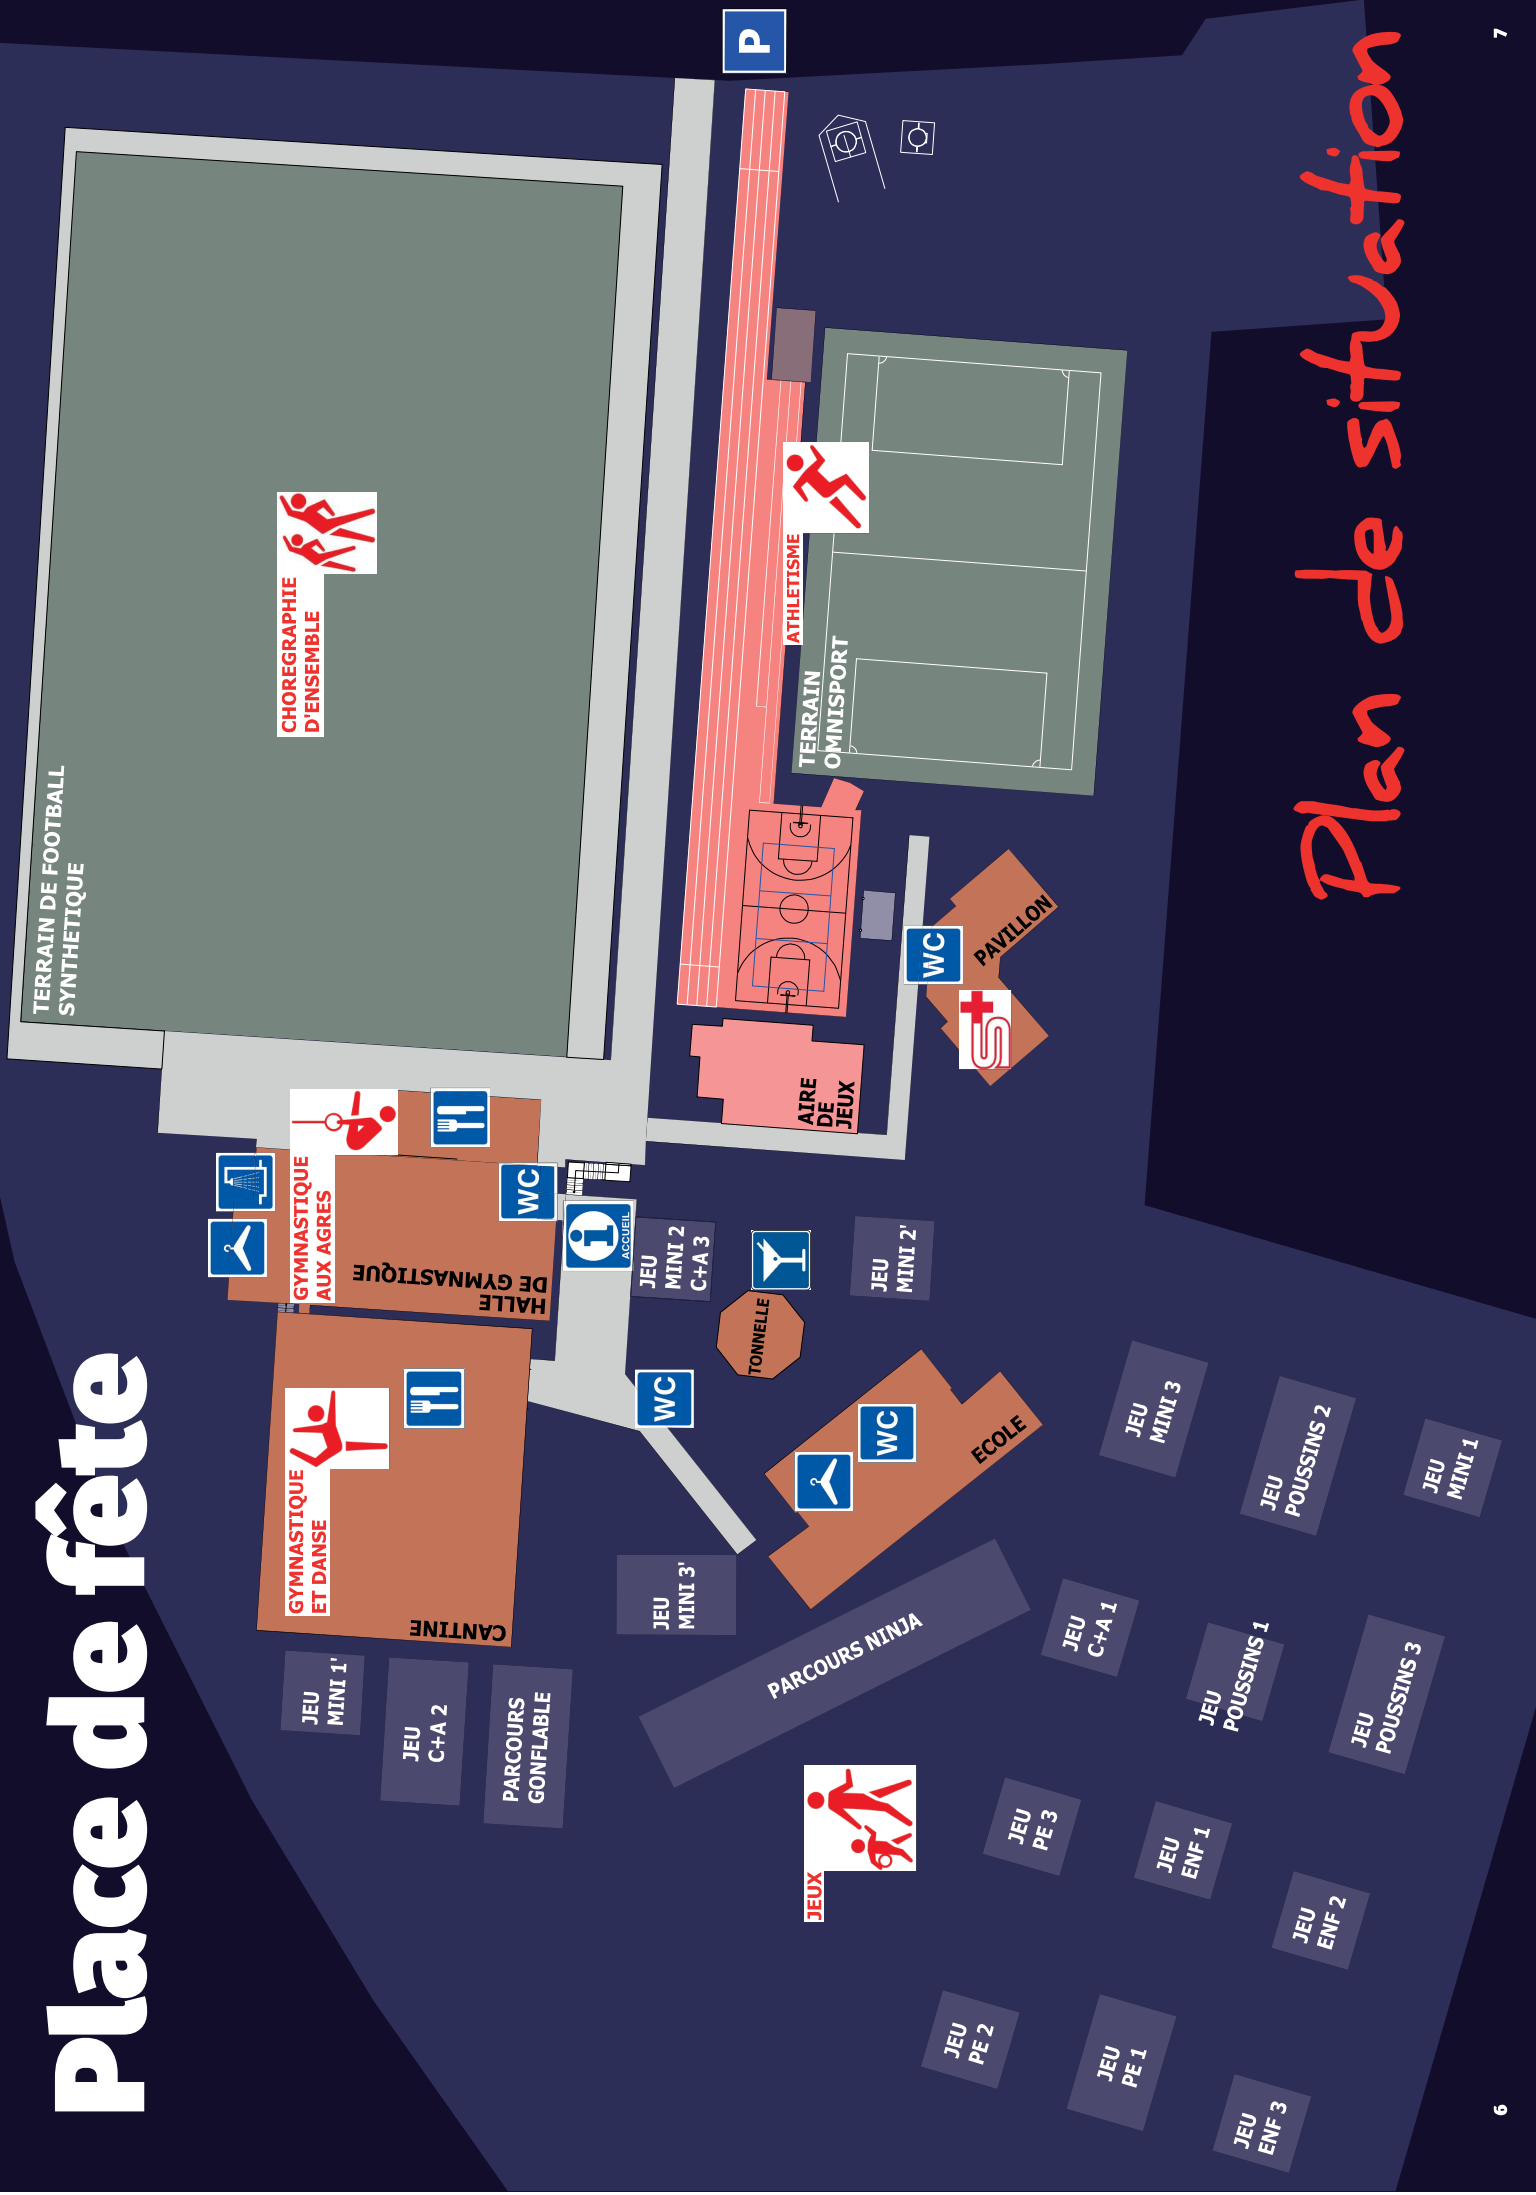 Place de fête
Plan de situation
TERRAIN DE FOOTBALL
SYNTHETIQUE
CHOREGRAPHIE
D'ENSEMBLE
P
ATHLETISME
TERRAIN
OMNISPORT
GYMNASTIQUE
AUX AGRES
HALLE
DE GYMNASTIQUE
WC
i
ACCUEIL
AIRE
DE
JEUX
WC
PAVILLON
S+
GYMNASTIQUE
ET DANSE
CANTINE
JEU
MINI 2
C+A 3
JEU
MINI 2'
TONNELLE
WC
WC
ECOLE
JEU
MINI 3'
PARCOURS NINJA
JEU
MINI 1'
JEU
C+A 2
PARCOURS
GONFLABLE
JEUX
JEU
MINI 3
JEU
POUSSINS 2
JEU
MINI 1
JEU
C+A 1
JEU
POUSSINS 1
JEU
POUSSINS 3
JEU
PE 3
JEU
ENF 1
JEU
ENF 2
JEU
PE 2
JEU
PE 1
JEU
ENF 3
6
7